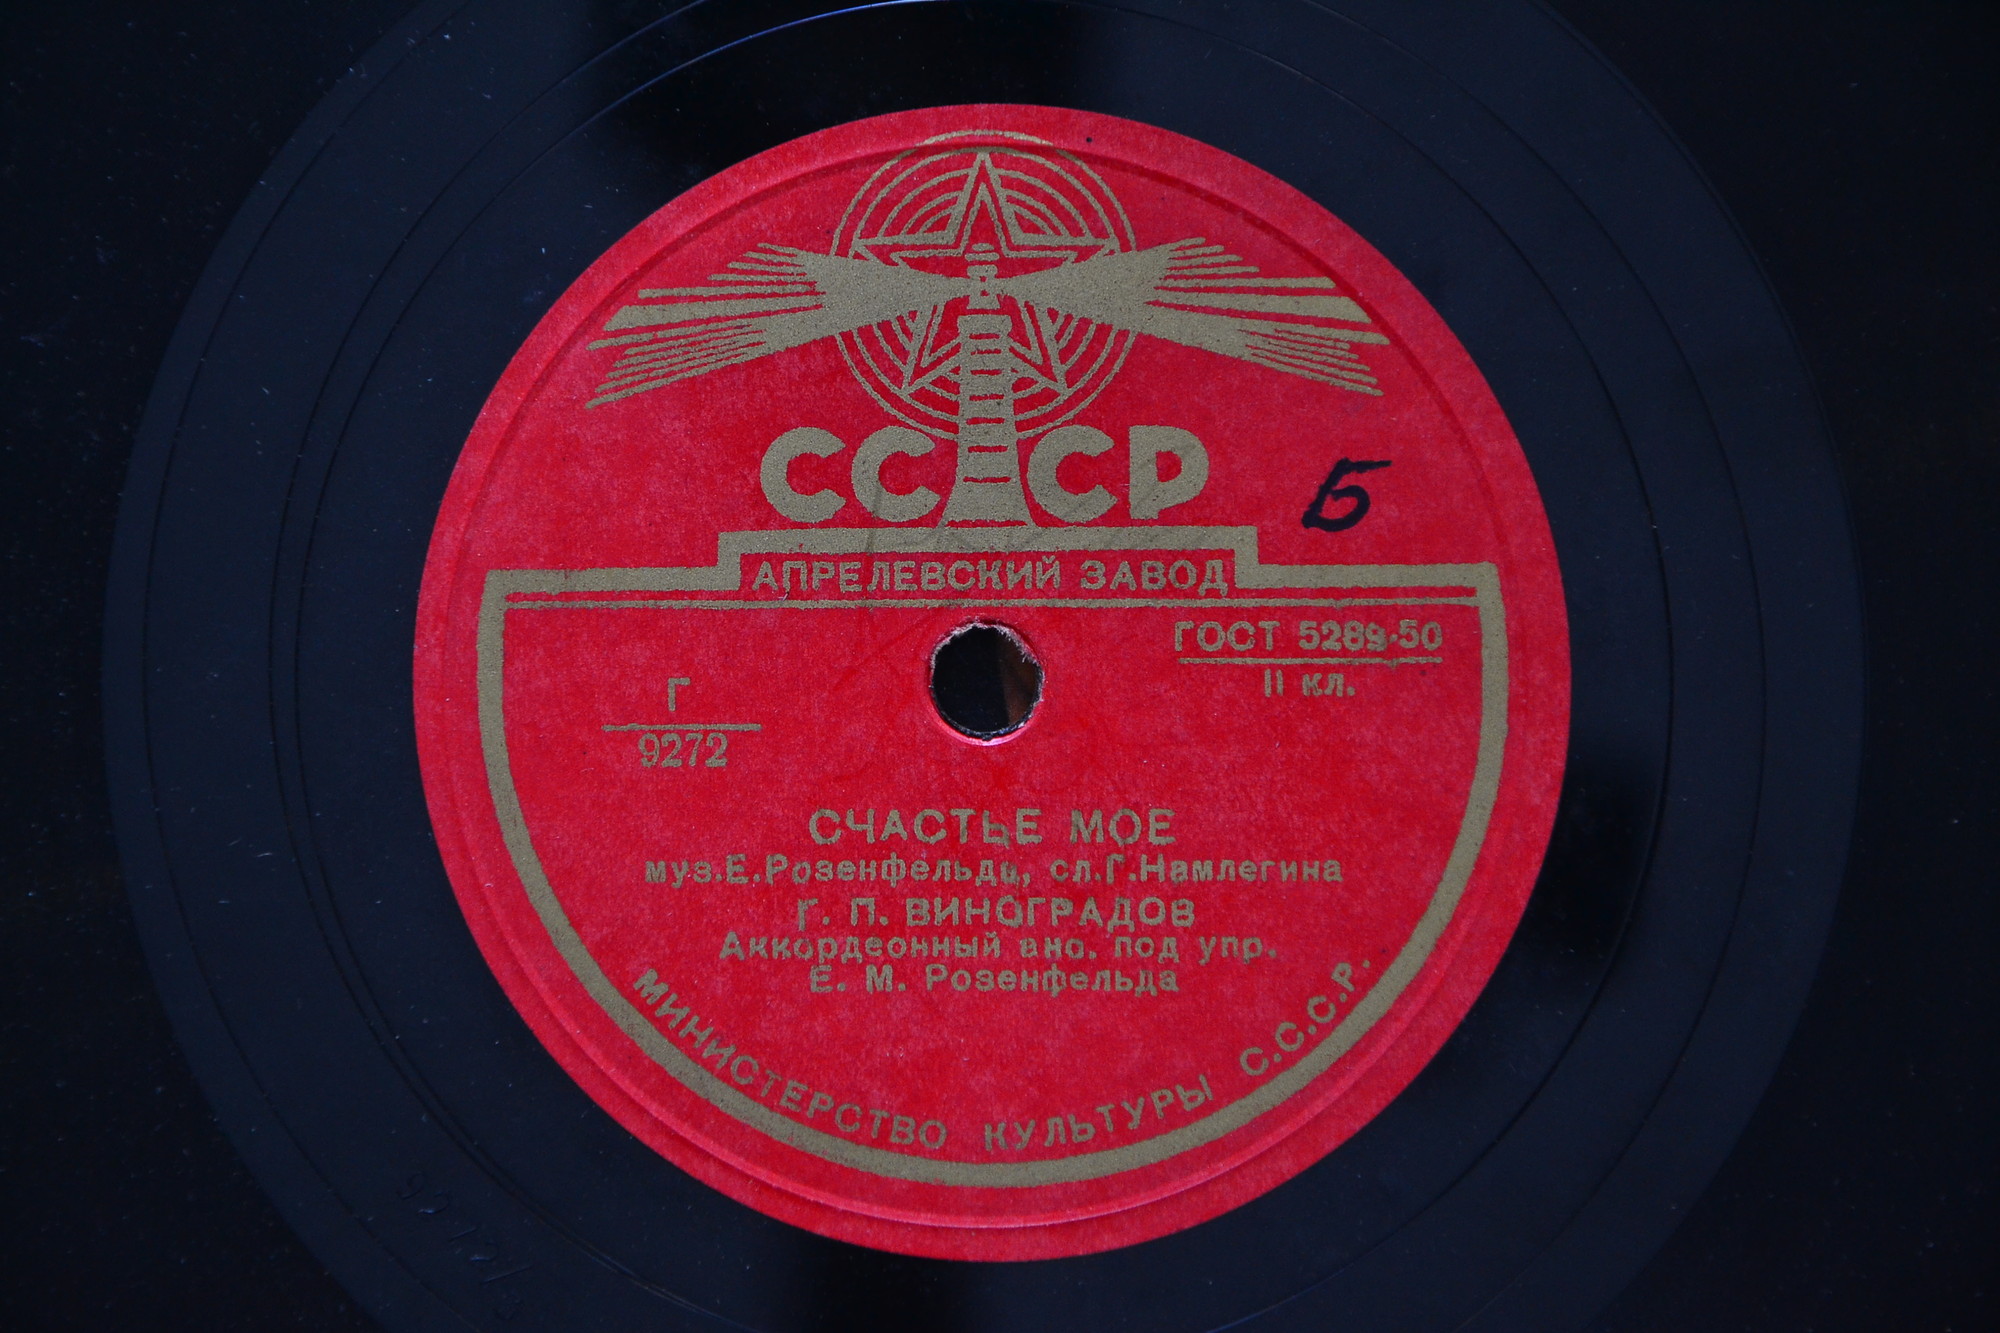 СССР
Б
АПРЕЛЕВСКИЙ ЗАВОД
ГОСТ 5289-50
II кл.
Г
9272
СЧАСТЬЕ МОЕ
муз.Е.Розенфельда, сл.Г.Намлегина
Г. П. ВИНОГРАДОВ
Аккордеонный анс. под упр.
Е. М. Розенфельда
МИНИСТЕРСТВО КУЛЬТУРЫ С.С.С.Р.